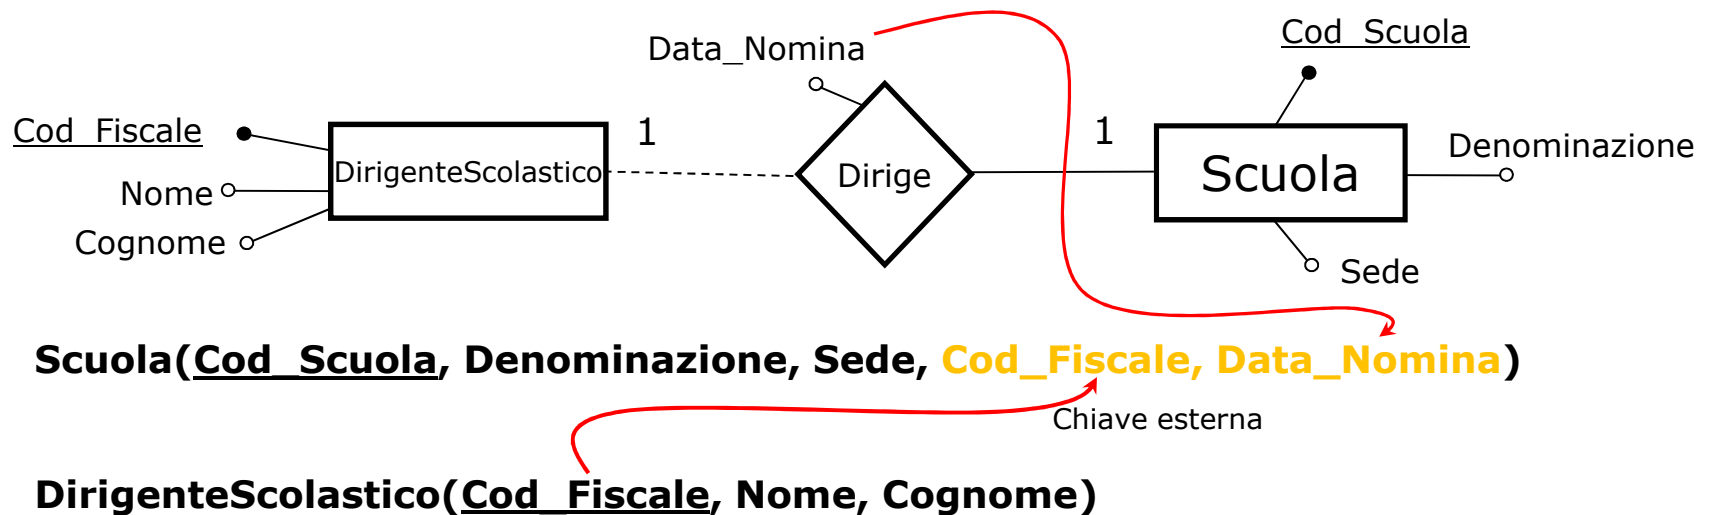 Cod_Scuola
Data_Nomina
Cod_Fiscale
1
1
Denominazione
DirigenteScolastico
Dirige
Scuola
Nome
Cognome
Sede
Scuola(Cod_Scuola, Denominazione, Sede, Cod_Fiscale, Data_Nomina)
Chiave esterna
DirigenteScolastico(Cod_Fiscale, Nome, Cognome)